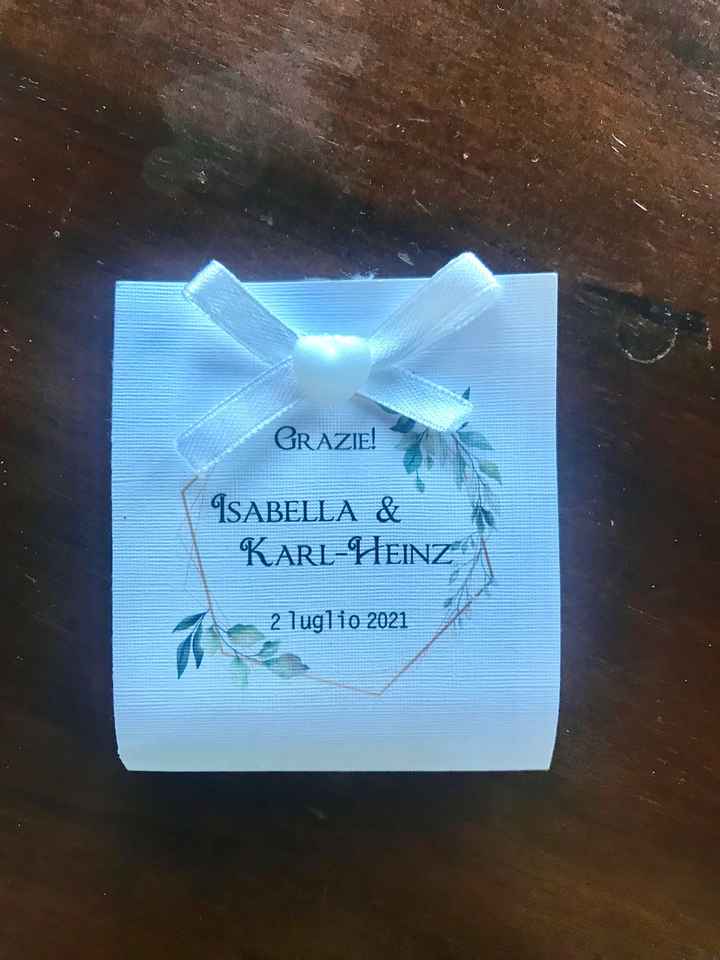 Grazie!
Isabella &
Karl-Heinz
2 luglio 2021